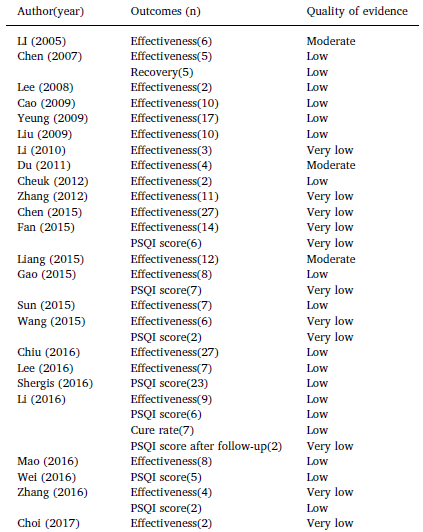 Author(year) Outcomes (n) Quality of evidence
LI (2005) Effectiveness(6) Moderate
Chen (2007) Effectiveness(5) Low
Recovery(5) Low
Lee (2008) Effectiveness(2) Low
Cao (2009) Effectiveness(10) Low
Yeung (2009) Effectiveness(17) Low
Liu (2009) Effectiveness(10) Low
Li (2010) Effectiveness(3) Very low
Du (2011) Effectiveness(4) Moderate
Cheuk (2012) Effectiveness(2) Low
Zhang (2012) Effectiveness(11) Very low
Chen (2015) Effectiveness(27) Very low
Fan (2015) Effectiveness(14) Very low
PSQI score(6) Very low
Liang (2015) Effectiveness(12) Moderate
Gao (2015) Effectiveness(8) Low
PSQI score(7) Very low
Sun (2015) Effectiveness(7) Low
Wang (2015) Effectiveness(6) Very low
PSQI score(2) Very low
Chiu (2016) Effectiveness(27) Low
Lee (2016) Effectiveness(7) Low
Shergis (2016) PSQI score(23) Low
Li (2016) Effectiveness(9) Low
PSQI score(6) Low
Cure rate(7) Low
PSQI score after follow-up(2) Very low
Mao (2016) Effectiveness(8) Low
Wei (2016) PSQI score(5) Low
Zhang (2016) Effectiveness(4) Very low
PSQI score(2) Low
Choi (2017) Effectiveness(2) Very low